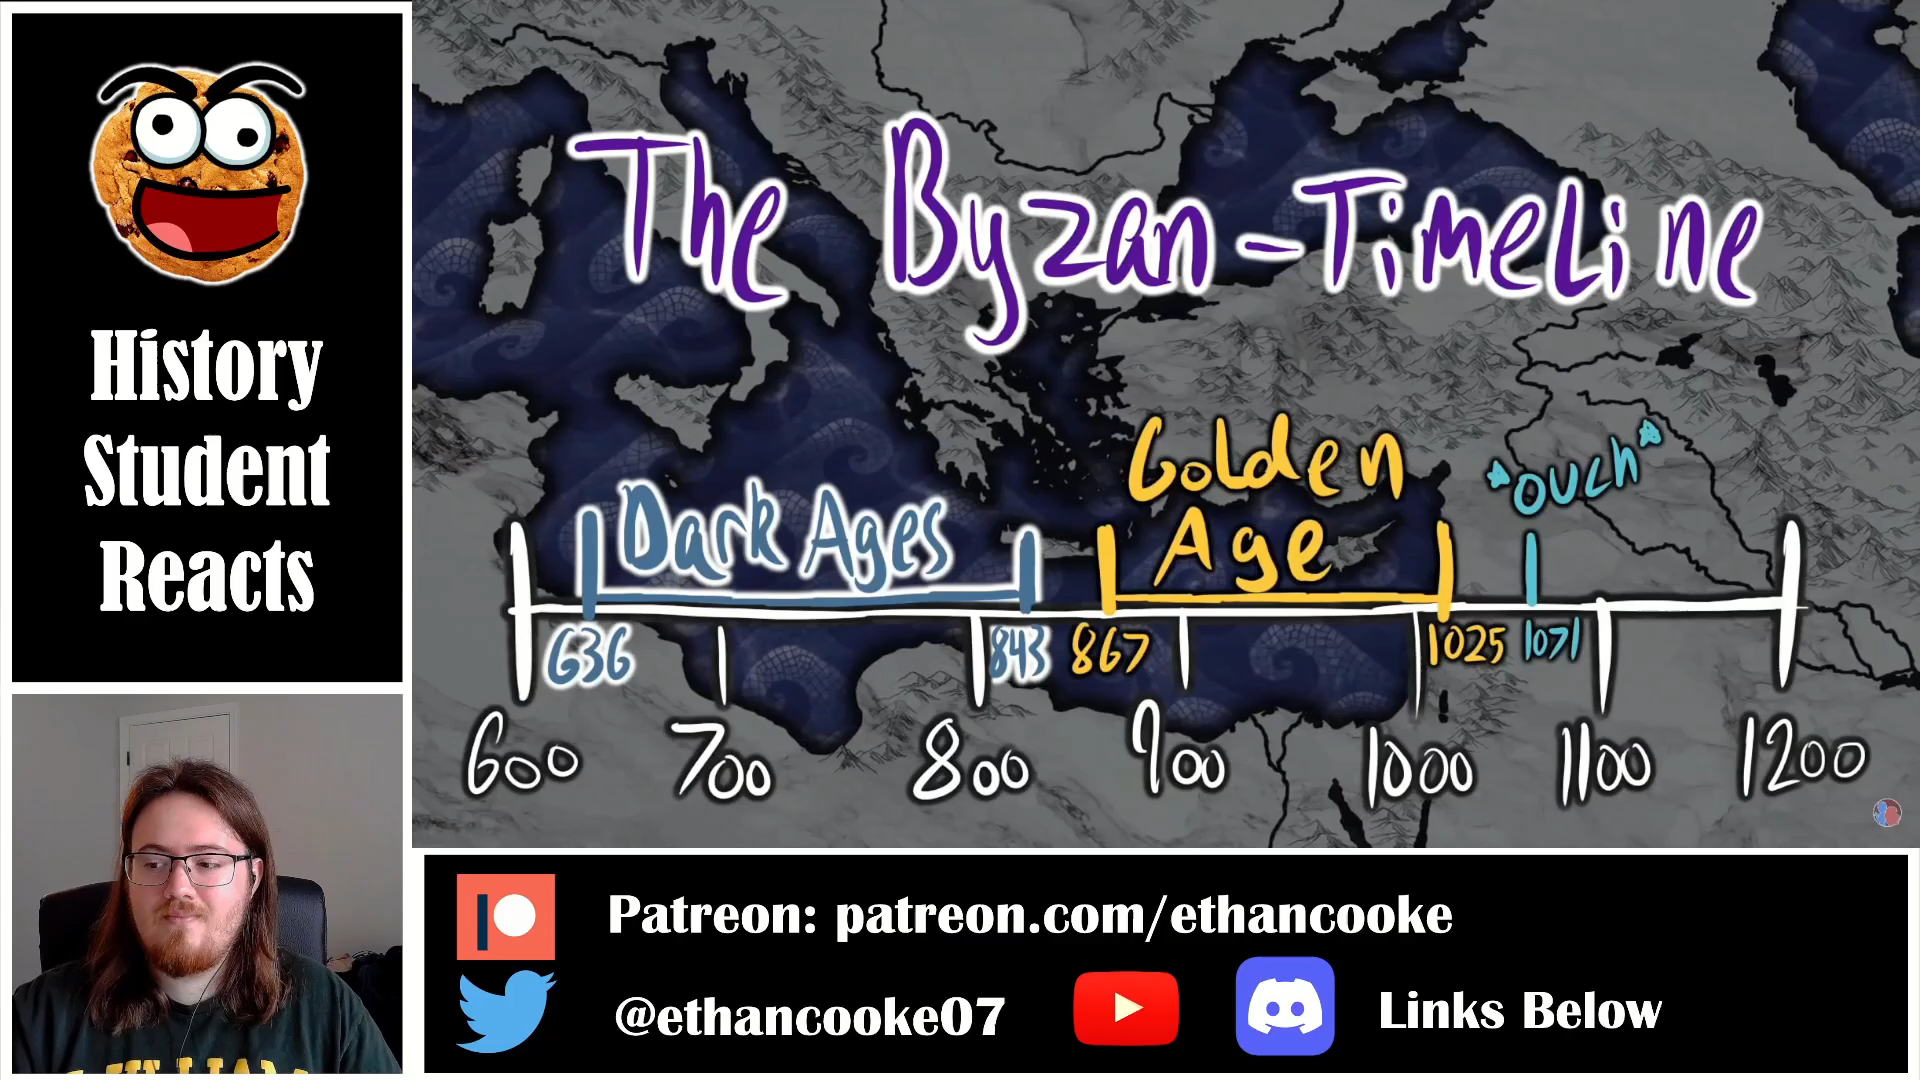 History
Student
Reacts
The Byzan-Timeline
Dark Ages
Golden
Age
*ouch*
636
843
867
1025
1071
600
700
800
900
1000
1100
1200
Patreon: patreon.com/ethancooke
@ethancooke07
Links Below